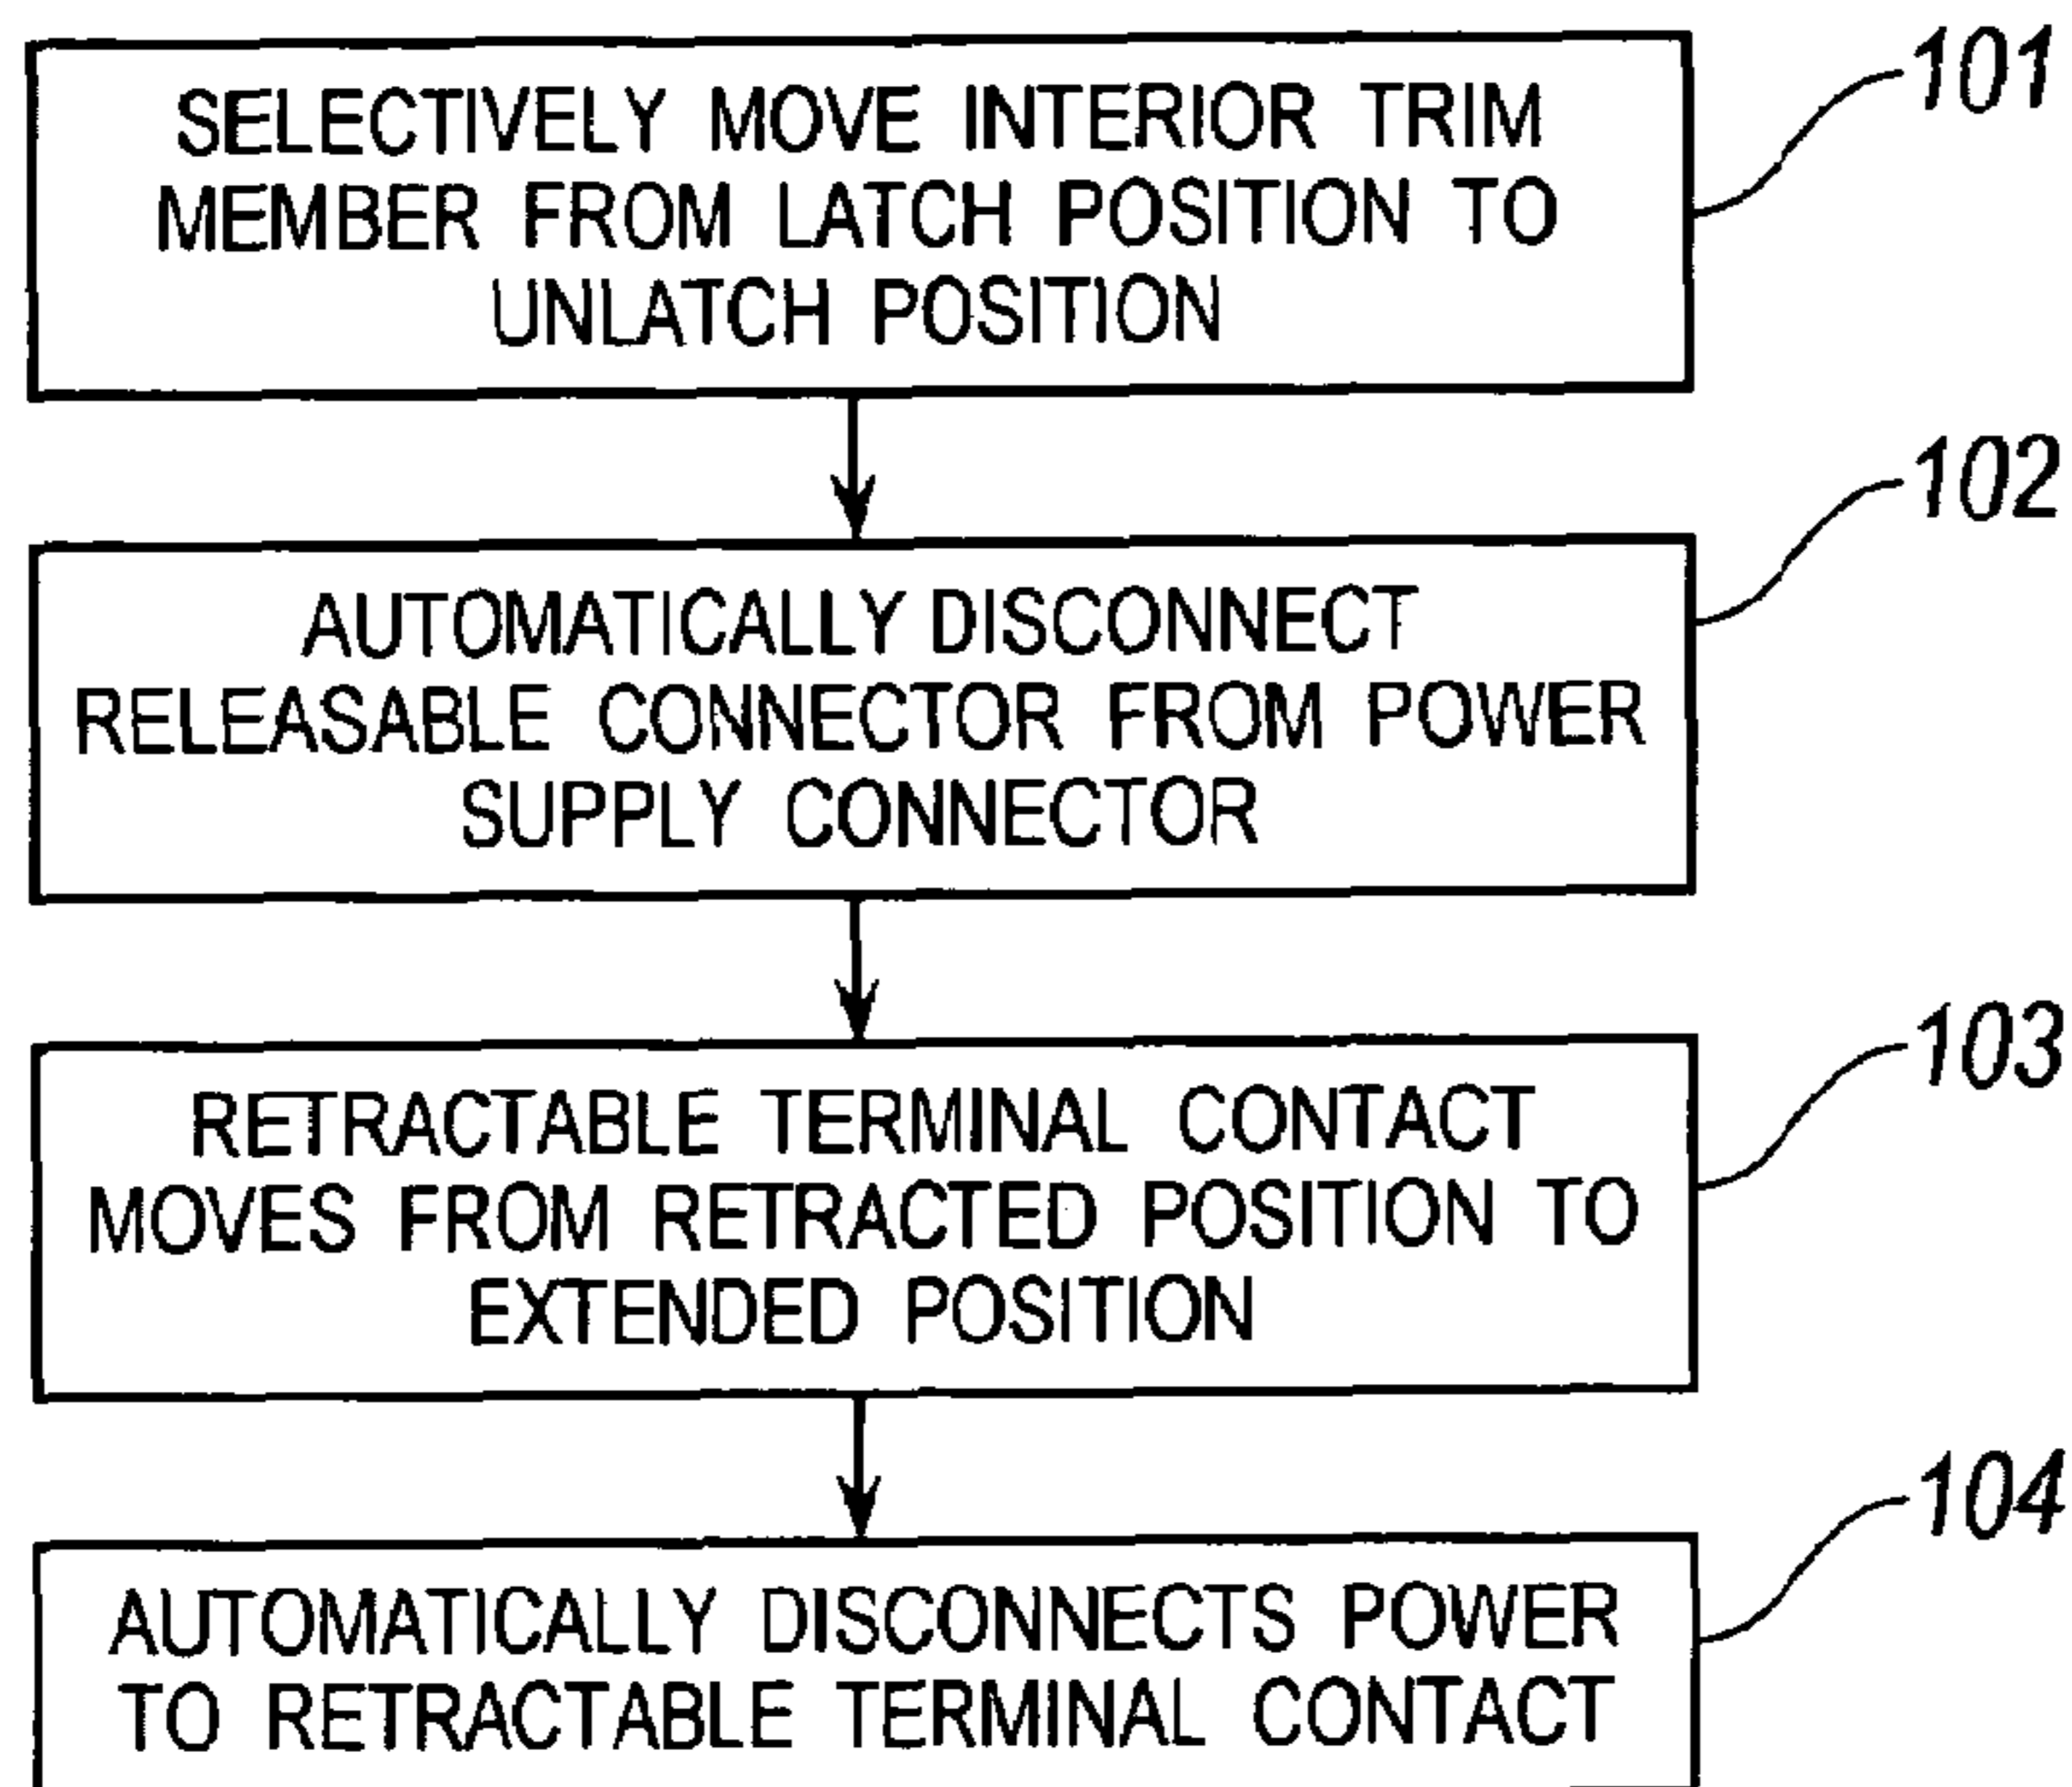 SELECTIVELY MOVE INTERIOR TRIM
MEMBER FROM LATCH POSITION TO
UNLATCH POSITION
101
AUTOMATICALLY DISCONNECT
RELEASABLE CONNECTOR FROM POWER
SUPPLY CONNECTOR
102
RETRACTABLE TERMINAL CONTACT
MOVES FROM RETRACTED POSITION TO
EXTENDED POSITION
103
AUTOMATICALLY DISCONNECTS POWER
TO RETRACTABLE TERMINAL CONTACT
104